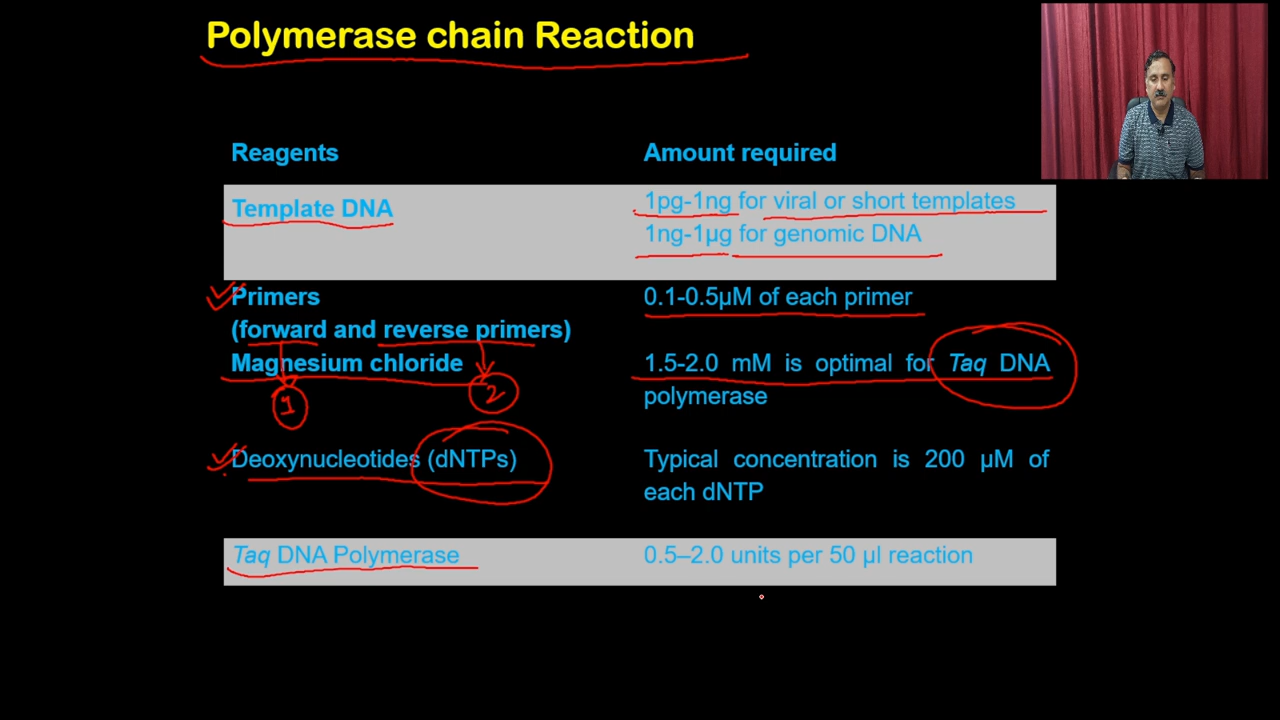 Polymerase chain Reaction
Reagents Amount required
Template DNA 1pg-1ng for viral or short templates
1ng-1µg for genomic DNA
Primers 0.1-0.5µM of each primer
(forward and reverse primers)
Magnesium chloride 1.5-2.0 mM is optimal for Taq DNA
polymerase
1 2
Deoxynucleotides (dNTPs) Typical concentration is 200 µM of
each dNTP
Taq DNA Polymerase 0.5–2.0 units per 50 µl reaction